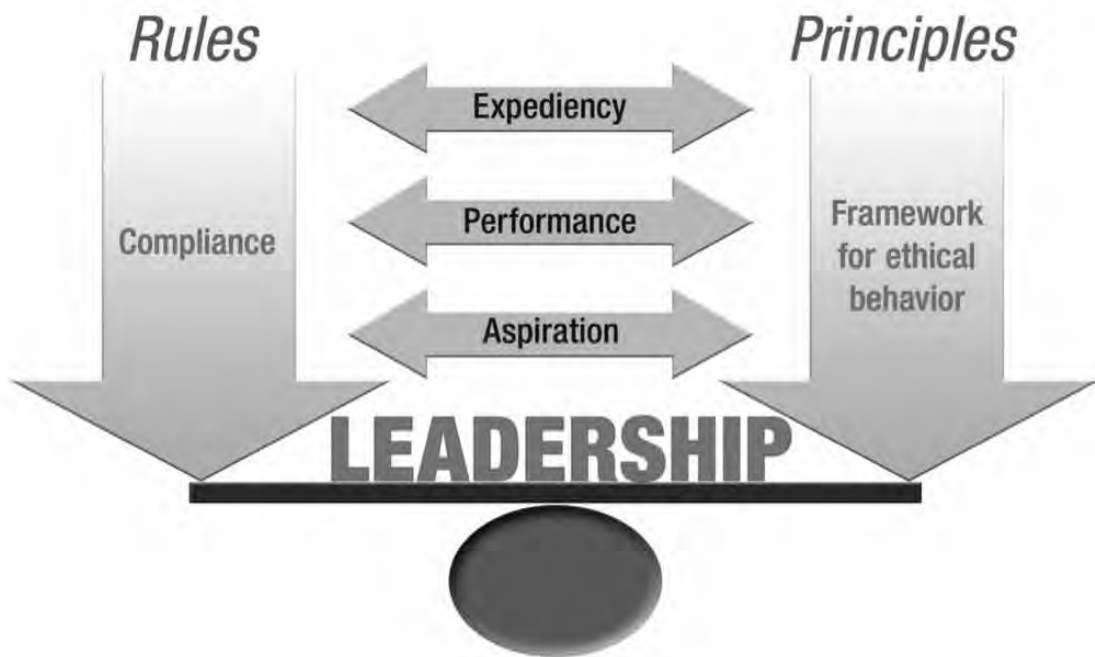 Rules
Principles
Expediency
Performance
Aspiration
Compliance
Framework
for ethical
behavior
LEADERSHIP